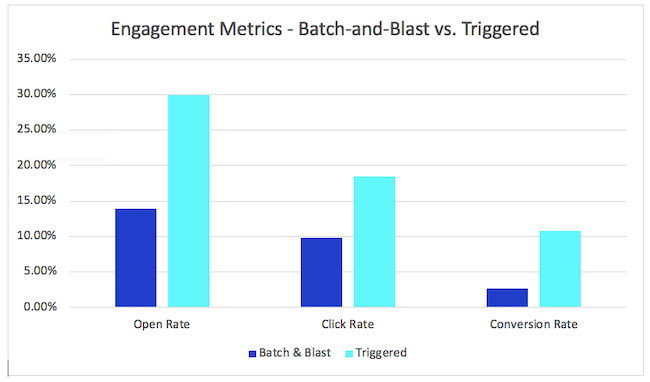 Engagement Metrics - Batch-and-Blast vs. Triggered
35.00%
30.00%
25.00%
20.00%
15.00%
10.00%
5.00%
0.00%
Open Rate Click Rate Conversion Rate
Batch & Blast Triggered